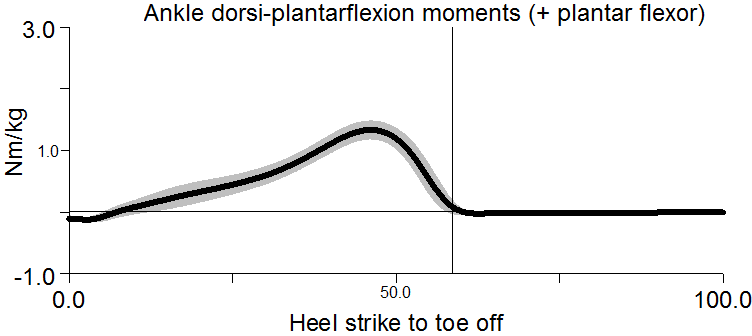 Ankle dorsi-plantarflexion moments (+ plantar flexor)
3.0
Nm/kg
1.0
-1.0
0.0
50.0
100.0
Heel strike to toe off